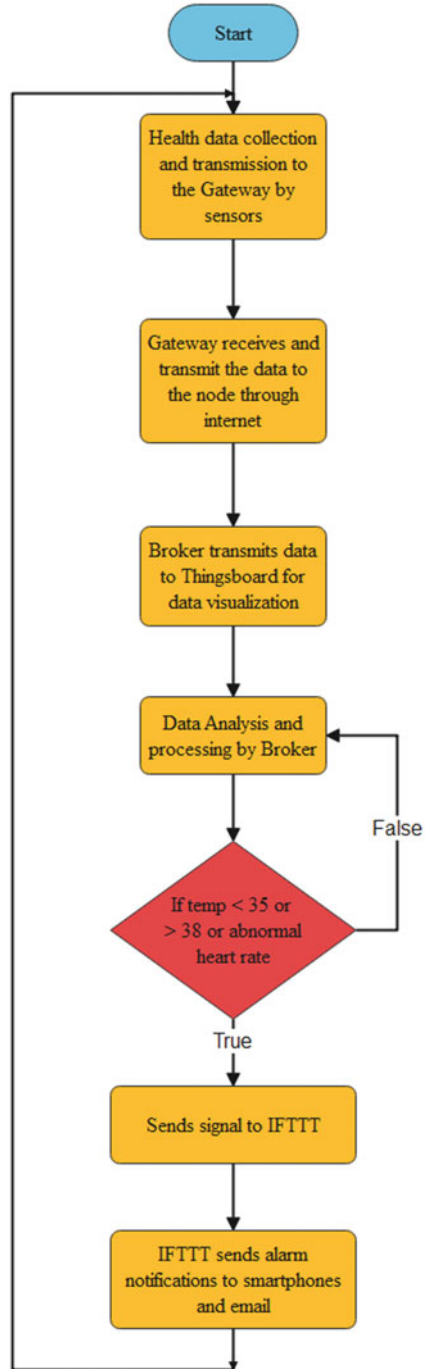 Start
Health data collection
and transmission to
the Gateway by
sensors
Gateway receives and
transmit the data to
the node through
internet
Broker transmits data
to Thingsboard for
data visualization
Data Analysis and
processing by Broker
False
If temp < 35 or
> 38 or abnormal
heart rate
True
Sends signal to IFTTT
IFTTT sends alarm
notifications to smartphones
and email